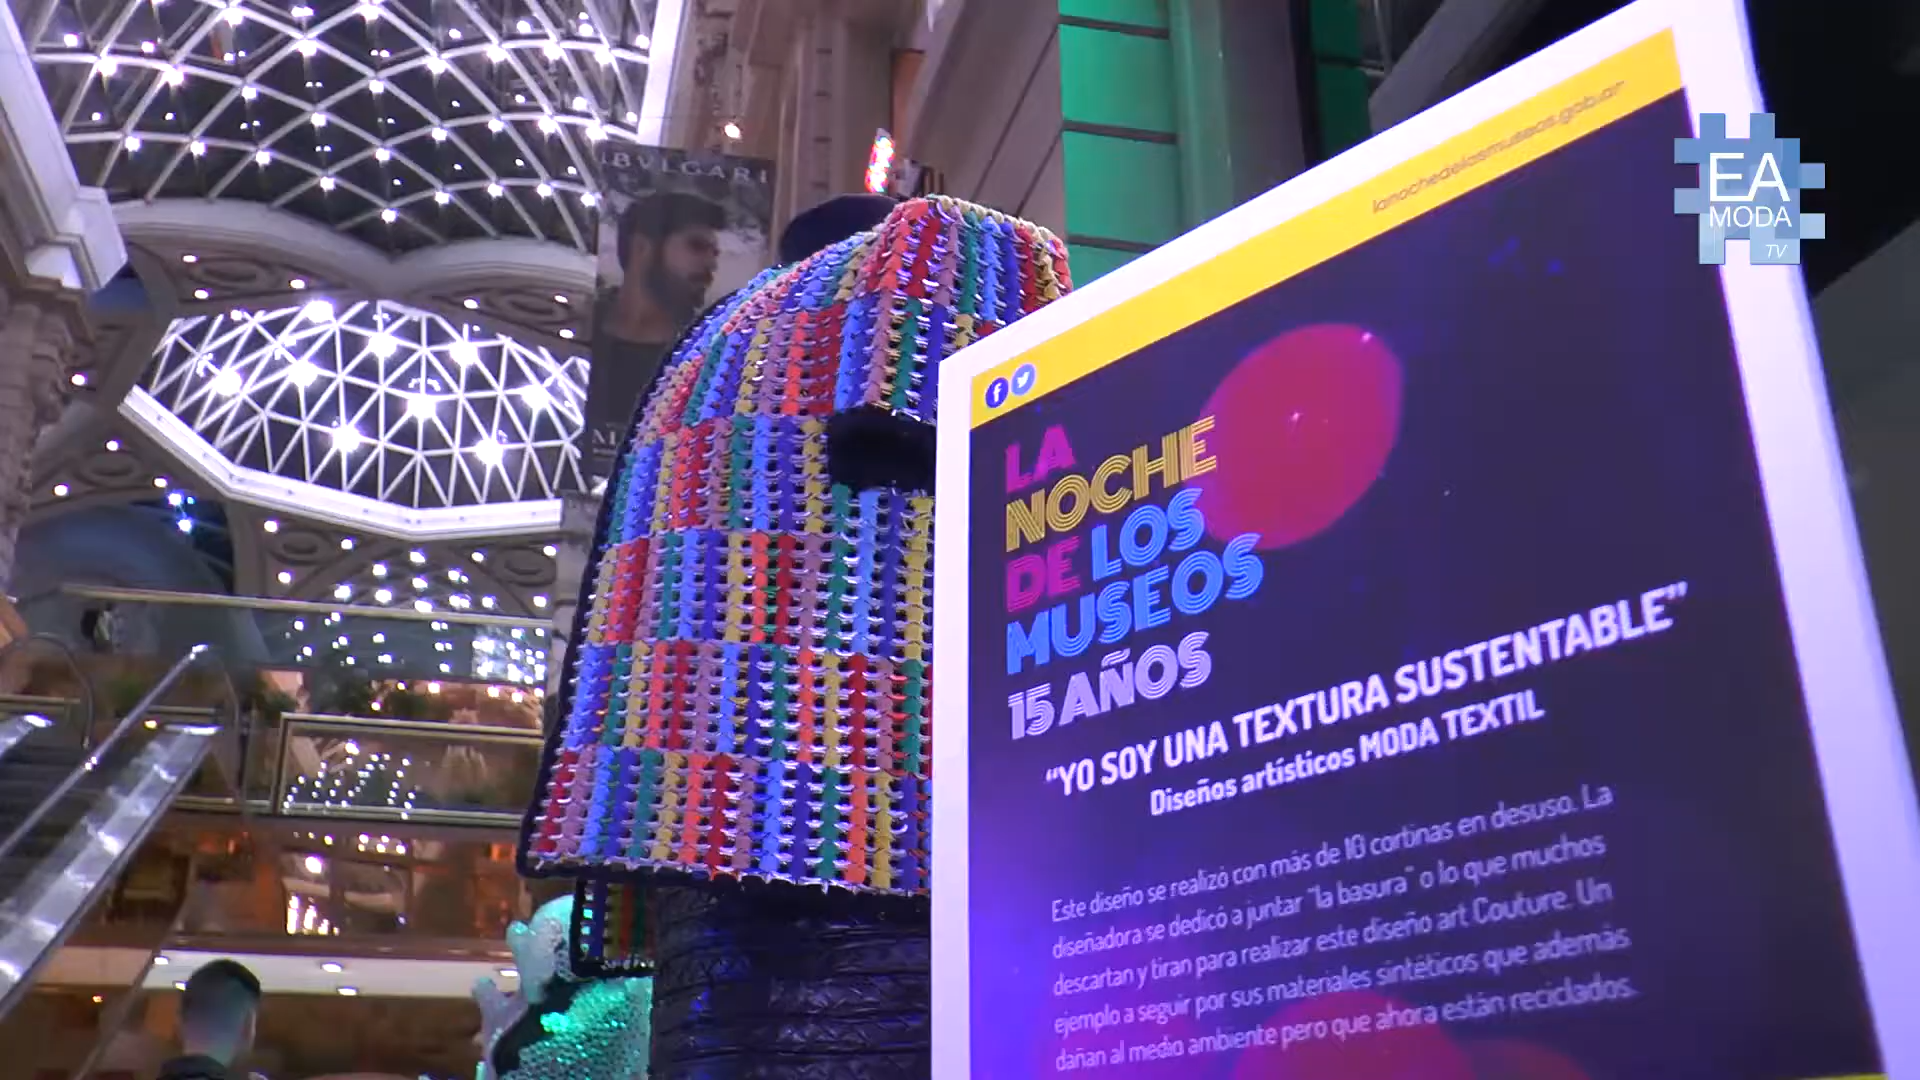 BVLGARI
lanochedelosmuseos.gob.ar
EA
MODA
TV
LA
NOCHE
DE LOS
MUSEOS
15 AÑOS
“YO SOY UNA TEXTURA SUSTENTABLE”
Diseños artísticos MODA TEXTIL
Este diseño se realizó con más de 10 cortinas en desuso. La
diseñadora se dedicó a juntar “la basura” o lo que muchos
descartan y tiran para realizar este diseño art Couture. Un
ejemplo a seguir por sus materiales sintéticos que además
dañan al medio ambiente pero que ahora están reciclados.